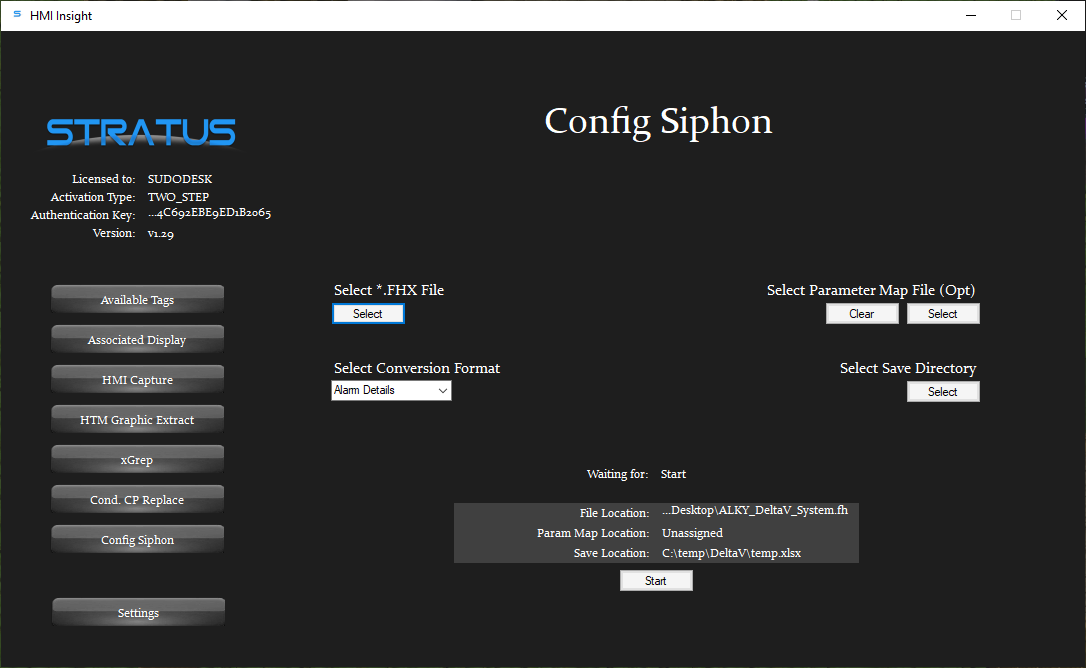 HMI Insight
STRATUS
Config Siphon
Licensed to: SUDODESK
Activation Type: TWO_STEP
Authentication Key: ...4C692EBE9ED1B2065
Version: v1.29
Available Tags
Associated Display
HMI Capture
HTM Graphic Extract
xGrep
Cond. CP Replace
Config Siphon
Settings
Select *.FHX File
Select
Select Parameter Map File (Opt)
Clear Select
Select Conversion Format
Alarm Details
Select Save Directory
Select
Waiting for: Start
File Location: ...Desktop\ALKY_DeltaV_System.fh
Param Map Location: Unassigned
Save Location: C:\temp\DeltaV\temp.xlsx
Start